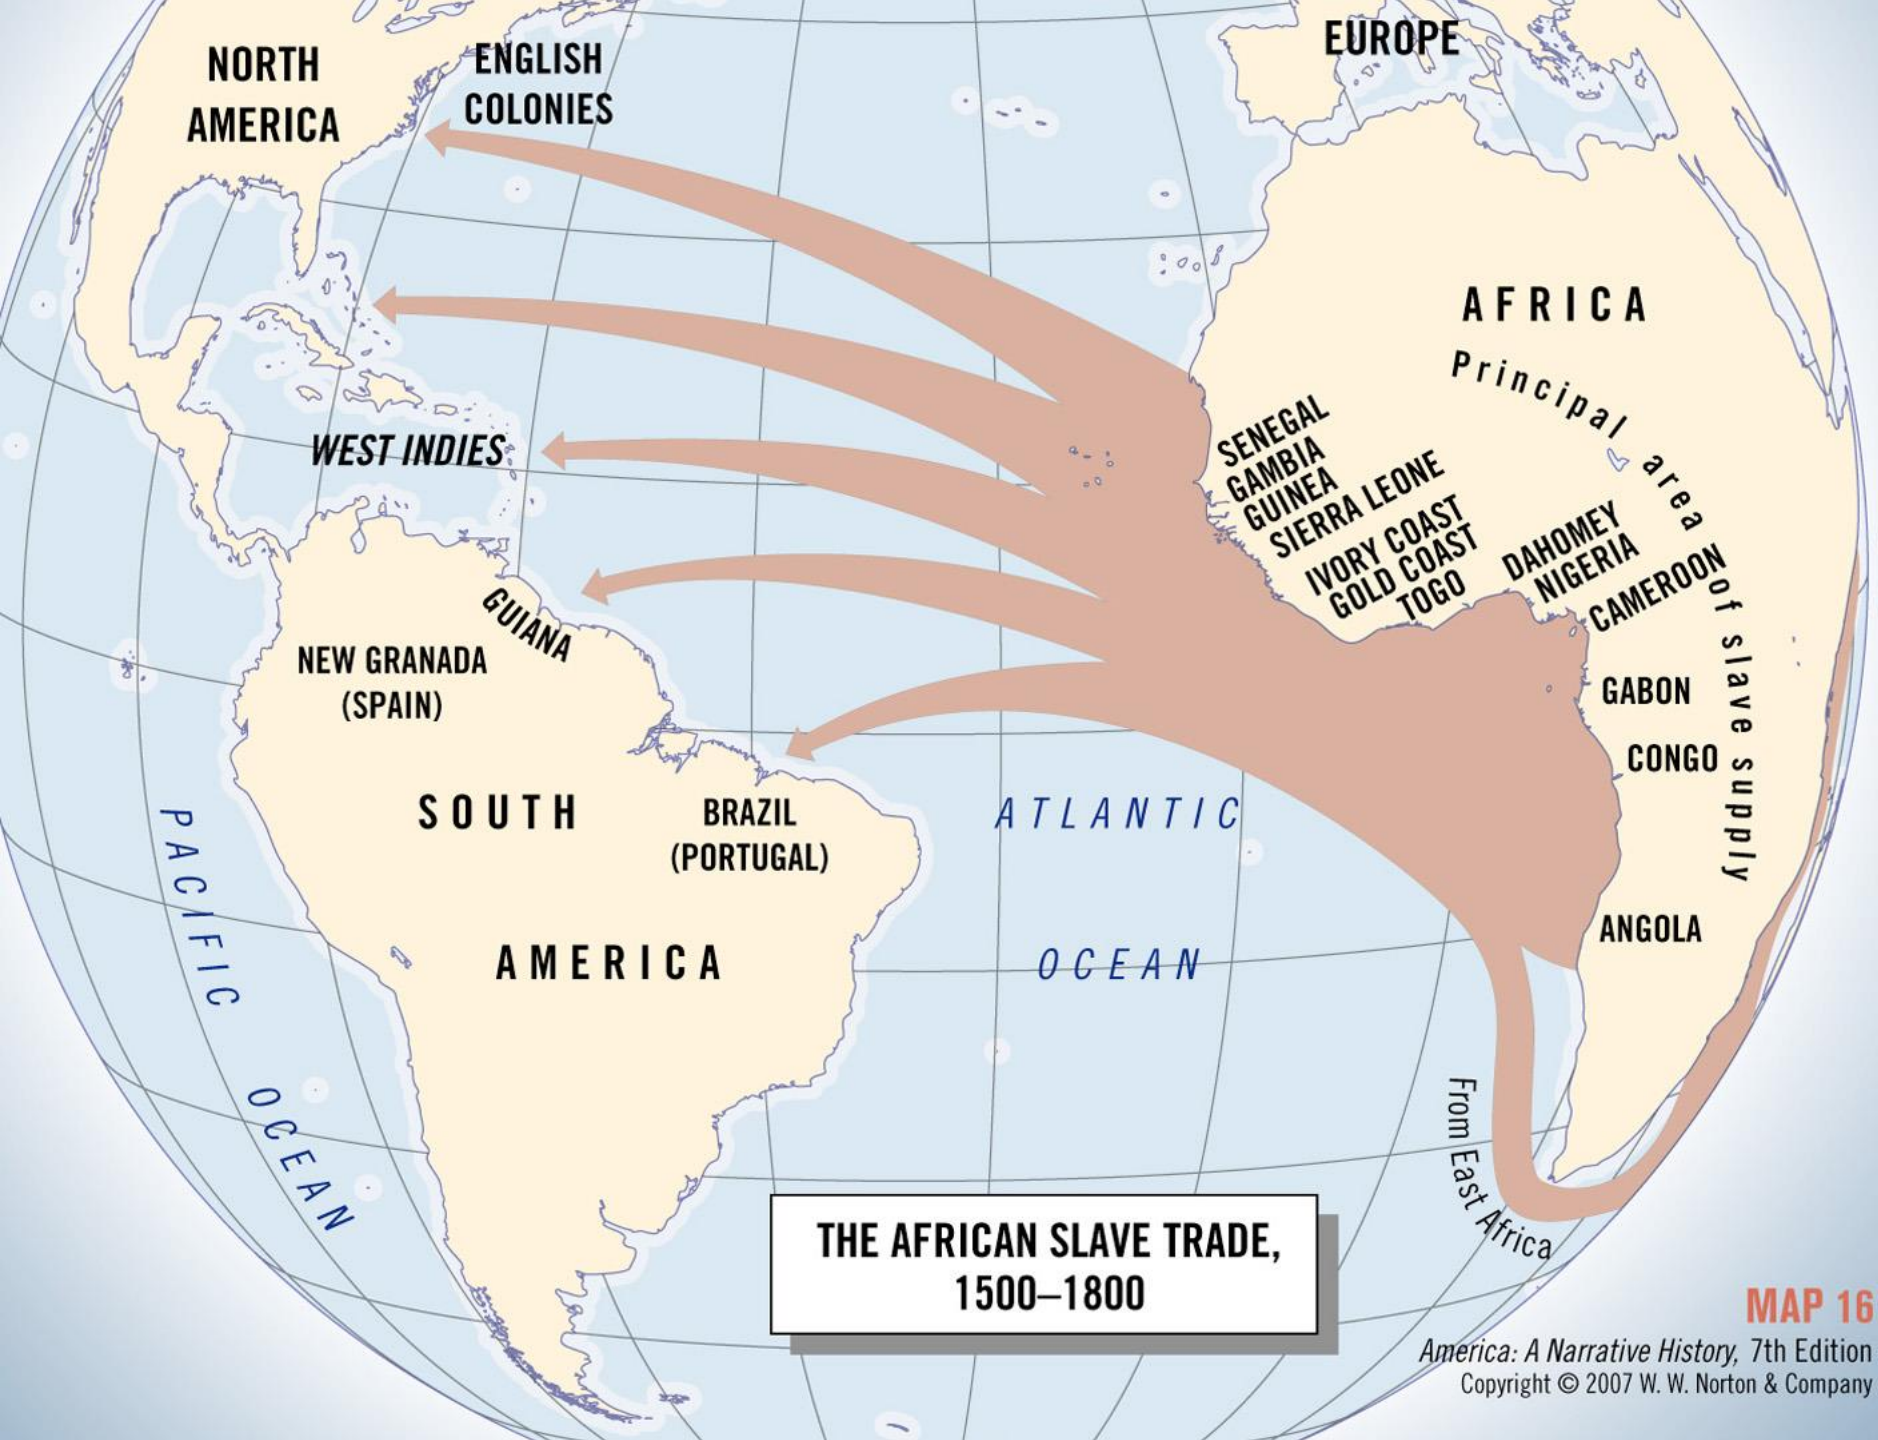 NORTH
AMERICA
ENGLISH
COLONIES
EUROPE
AFRICA
Principal area of slave supply
WEST INDIES
SENEGAL
GAMBIA
GUINEA
SIERRA LEONE
IVORY COAST
GOLD COAST
TOGO
DAHOMEY
NIGERIA
CAMEROON
GUIANA
NEW GRANADA
(SPAIN)
GABON
CONGO
SOUTH
AMERICA
BRAZIL
(PORTUGAL)
ATLANTIC
OCEAN
ANGOLA
PACIFIC
OCEAN
From East Africa
THE AFRICAN SLAVE TRADE,
1500–1800
MAP 16
America: A Narrative History, 7th Edition
Copyright © 2007 W. W. Norton & Company